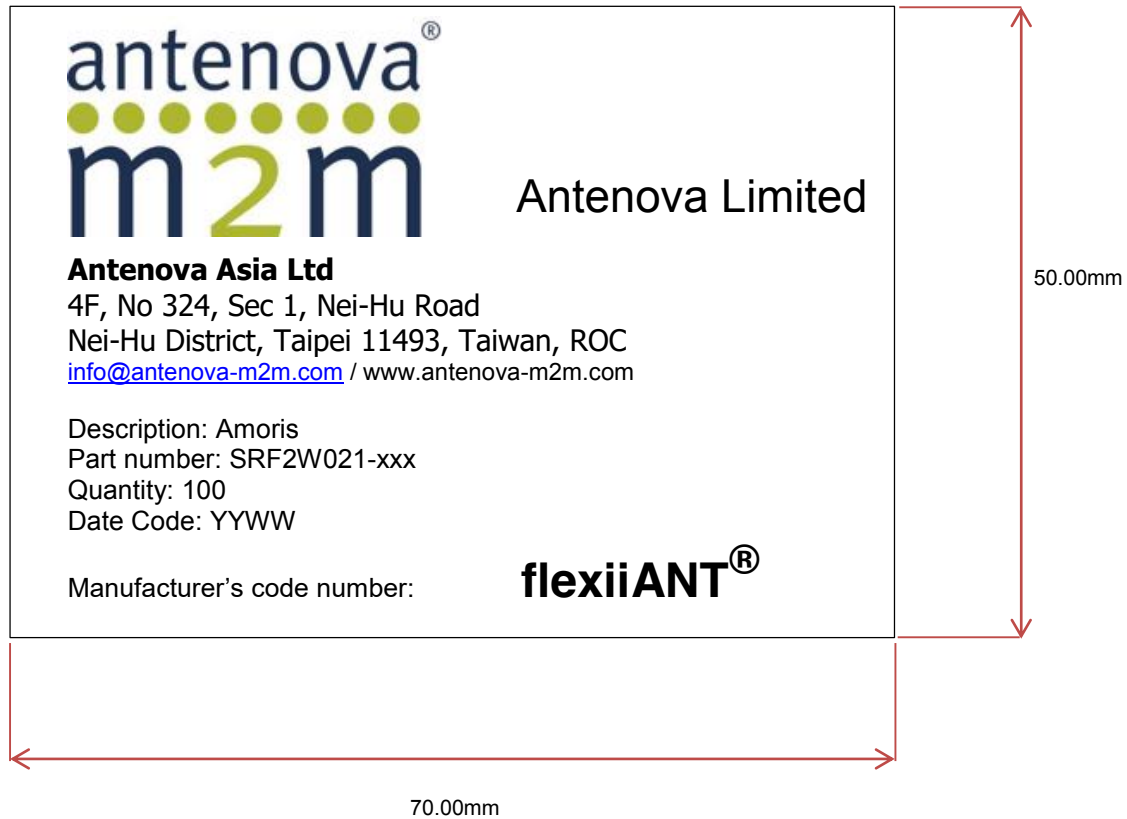 antenova®
m2m
Antenova Limited
Antenova Asia Ltd
4F, No 324, Sec 1, Nei-Hu Road
Nei-Hu District, Taipei 11493, Taiwan, ROC
info@antenova-m2m.com / www.antenova-m2m.com
Description: Amoris
Part number: SRF2W021-xxx
Quantity: 100
Date Code: YYWW
Manufacturer’s code number: flexiiANT®
50.00mm
70.00mm